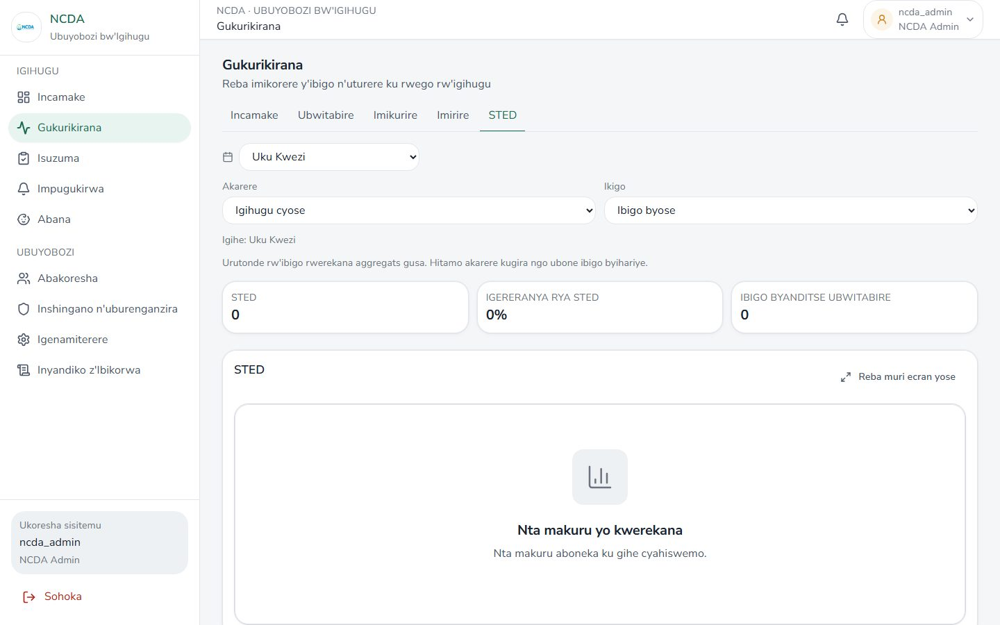 NCDA
NCDA
Ubuyobozi bw'Igihugu
IGIHUGU
Incamake
Gukurikirana
Isuzuma
Impugukirwa
Abana
UBUYOBOZI
Abakoresha
Inshingano n'uburenganzira
Igenamiterere
Inyandiko z'Ibikorwa
Ukoresha sisitemu
ncda_admin
NCDA Admin
Sohoka
NCDA · UBUYOBOZI BW'IGIHUGU
Gukurikirana
ncda_admin
NCDA Admin
Gukurikirana
Reba imikorere y'ibigo n'uturere ku rwego rw'igihugu
Incamake Ubwitabire Imikurire Imirire STED
Uku Kwezi
Akarere Ikigo
Igihugu cyose Ibigo byose
Igihe: Uku Kwezi
Urutonde rw'ibigo rwerekana aggregats gusa. Hitamo akarere kugira ngo ubone ibigo byihariye.
STED IGERERANYA RYA STED IBIGO BYANDITSE UBWITABIRE
0 0% 0
STED
Reba muri ecran yose
Nta makuru yo kwerekana
Nta makuru aboneka ku gihe cyahiswemo.